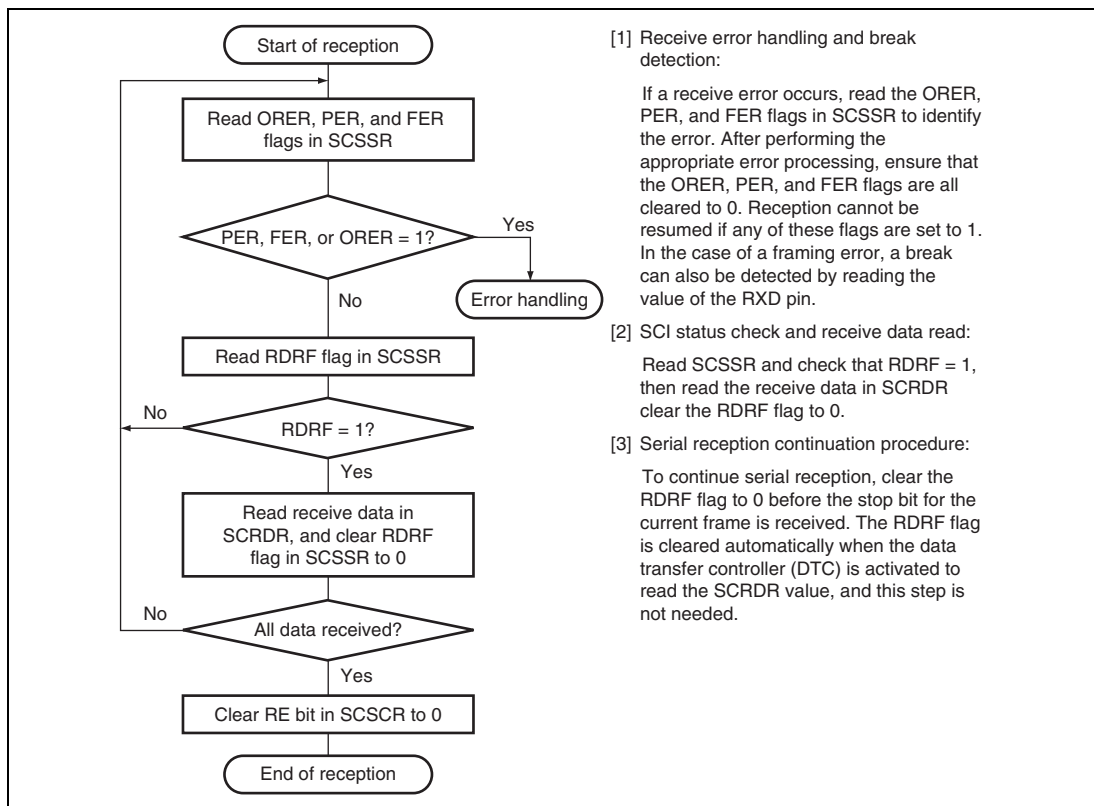 Start of reception
Read ORER, PER, and FER
flags in SCSSR
PER, FER, or ORER = 1?
Yes
Error handling
No
Read RDRF flag in SCSSR
No
RDRF = 1?
Yes
Read receive data in
SCRDR, and clear RDRF
flag in SCSSR to 0
No
All data received?
Yes
Clear RE bit in SCSCR to 0
End of reception
[1] Receive error handling and break
detection:
If a receive error occurs, read the ORER,
PER, and FER flags in SCSSR to identify
the error. After performing the
appropriate error processing, ensure that
the ORER, PER, and FER flags are all
cleared to 0. Reception cannot be
resumed if any of these flags are set to 1.
In the case of a framing error, a break
can also be detected by reading the
value of the RXD pin.
[2] SCI status check and receive data read:
Read SCSSR and check that RDRF = 1,
then read the receive data in SCRDR
clear the RDRF flag to 0.
[3] Serial reception continuation procedure:
To continue serial reception, clear the
RDRF flag to 0 before the stop bit for the
current frame is received. The RDRF flag
is cleared automatically when the data
transfer controller (DTC) is activated to
read the SCRDR value, and this step is
not needed.